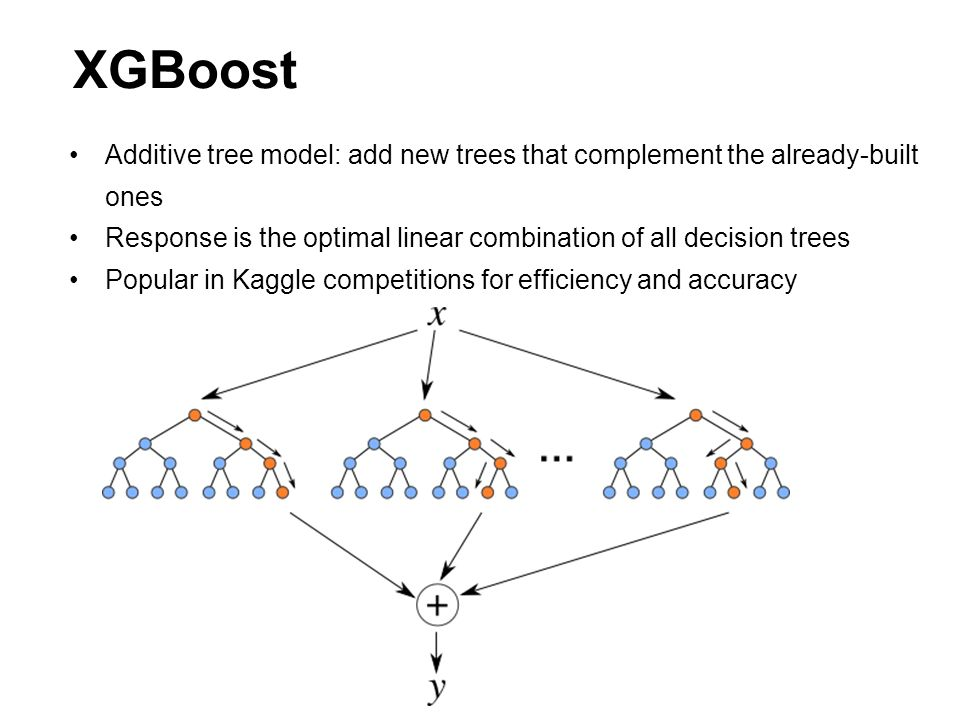 XGBoost
• Additive tree model: add new trees that complement the already-built
ones
• Response is the optimal linear combination of all decision trees
• Popular in Kaggle competitions for efficiency and accuracy
x
...
+
y